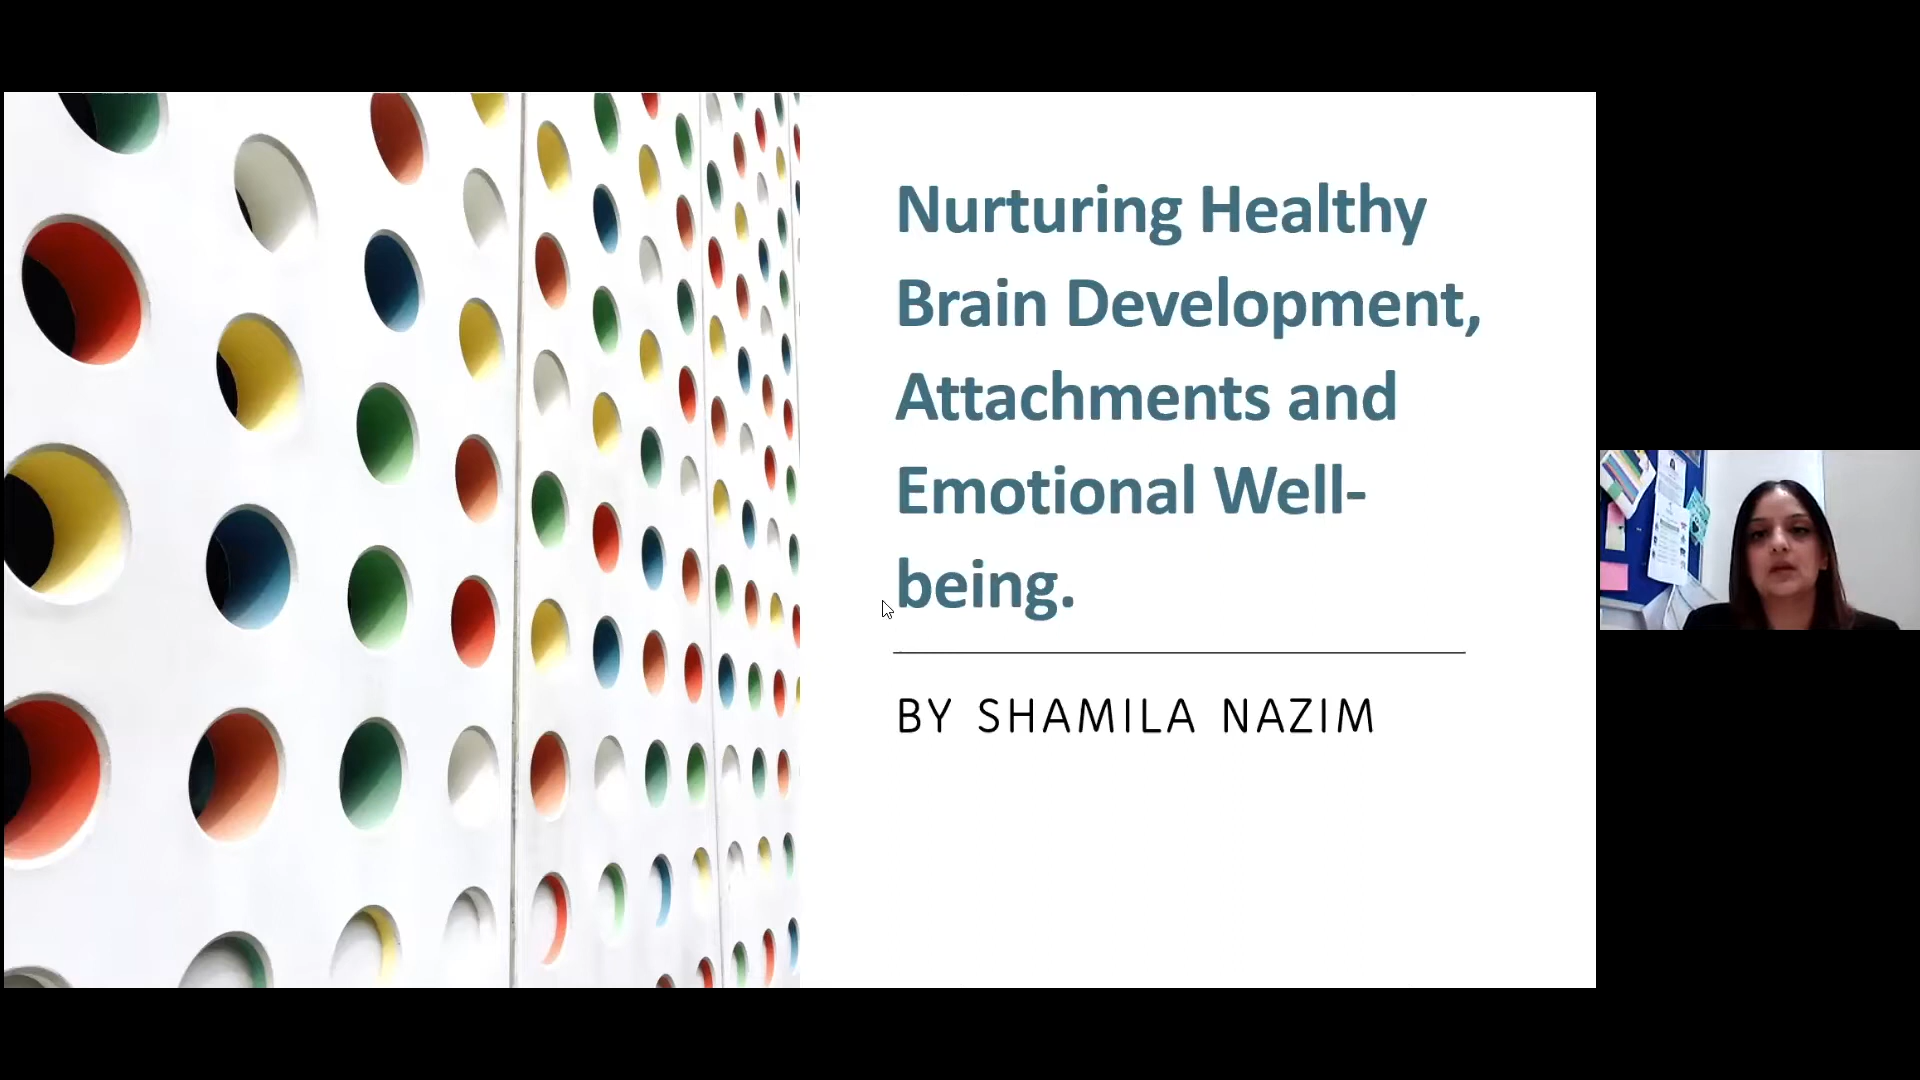 Nurturing Healthy
Brain Development,
Attachments and
Emotional Well-
being.
BY SHAMILA NAZIM